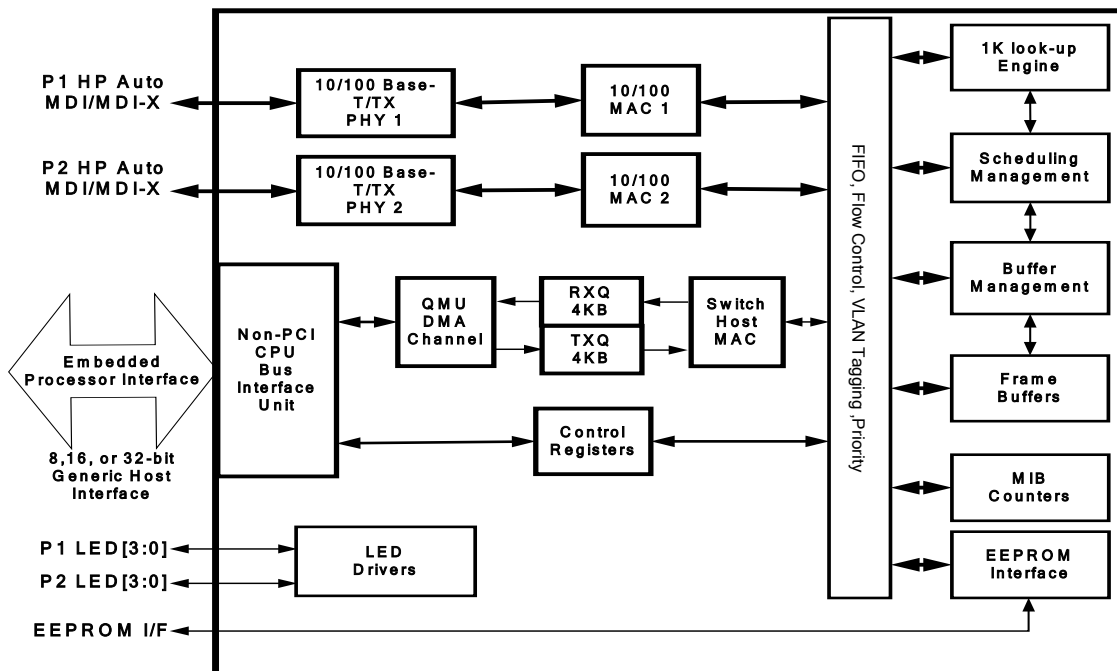 P1 HP Auto
MDI/MDI-X
10/100 Base-
T/TX
PHY 1
10/100
MAC 1
P2 HP Auto
MDI/MDI-X
10/100 Base-
T/TX
PHY 2
10/100
MAC 2
Embedded
Processor Interface
8,16, or 32-bit
Generic Host
Interface
Non-PCI
CPU
Bus
Interface
Unit
QMU
DMA
Channel
RXQ
4KB
TXQ
4KB
Switch
Host
MAC
Control
Registers
P1 LED[3:0]
P2 LED[3:0]
LED
Drivers
EEPROM I/F
FIFO, Flow Control, VLAN Tagging ,Priority
1K look-up
Engine
Scheduling
Management
Buffer
Management
Frame
Buffers
MIB
Counters
EEPROM
Interface